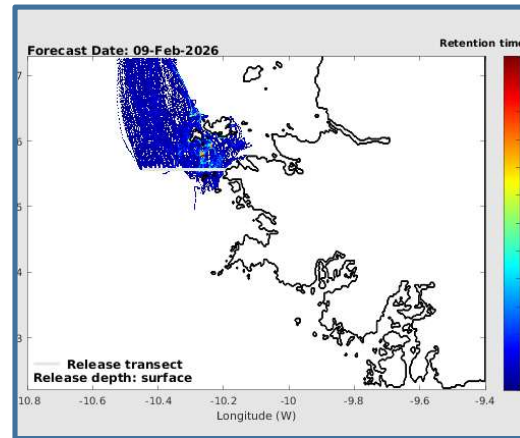 Forecast Date: 09-Feb-2026
Retention time
7
6
5
4
3
Release transect
Release depth: surface
10.8 -10.6 -10.4 -10.2 -10 -9.8 -9.6 -9.4
Longitude (W)